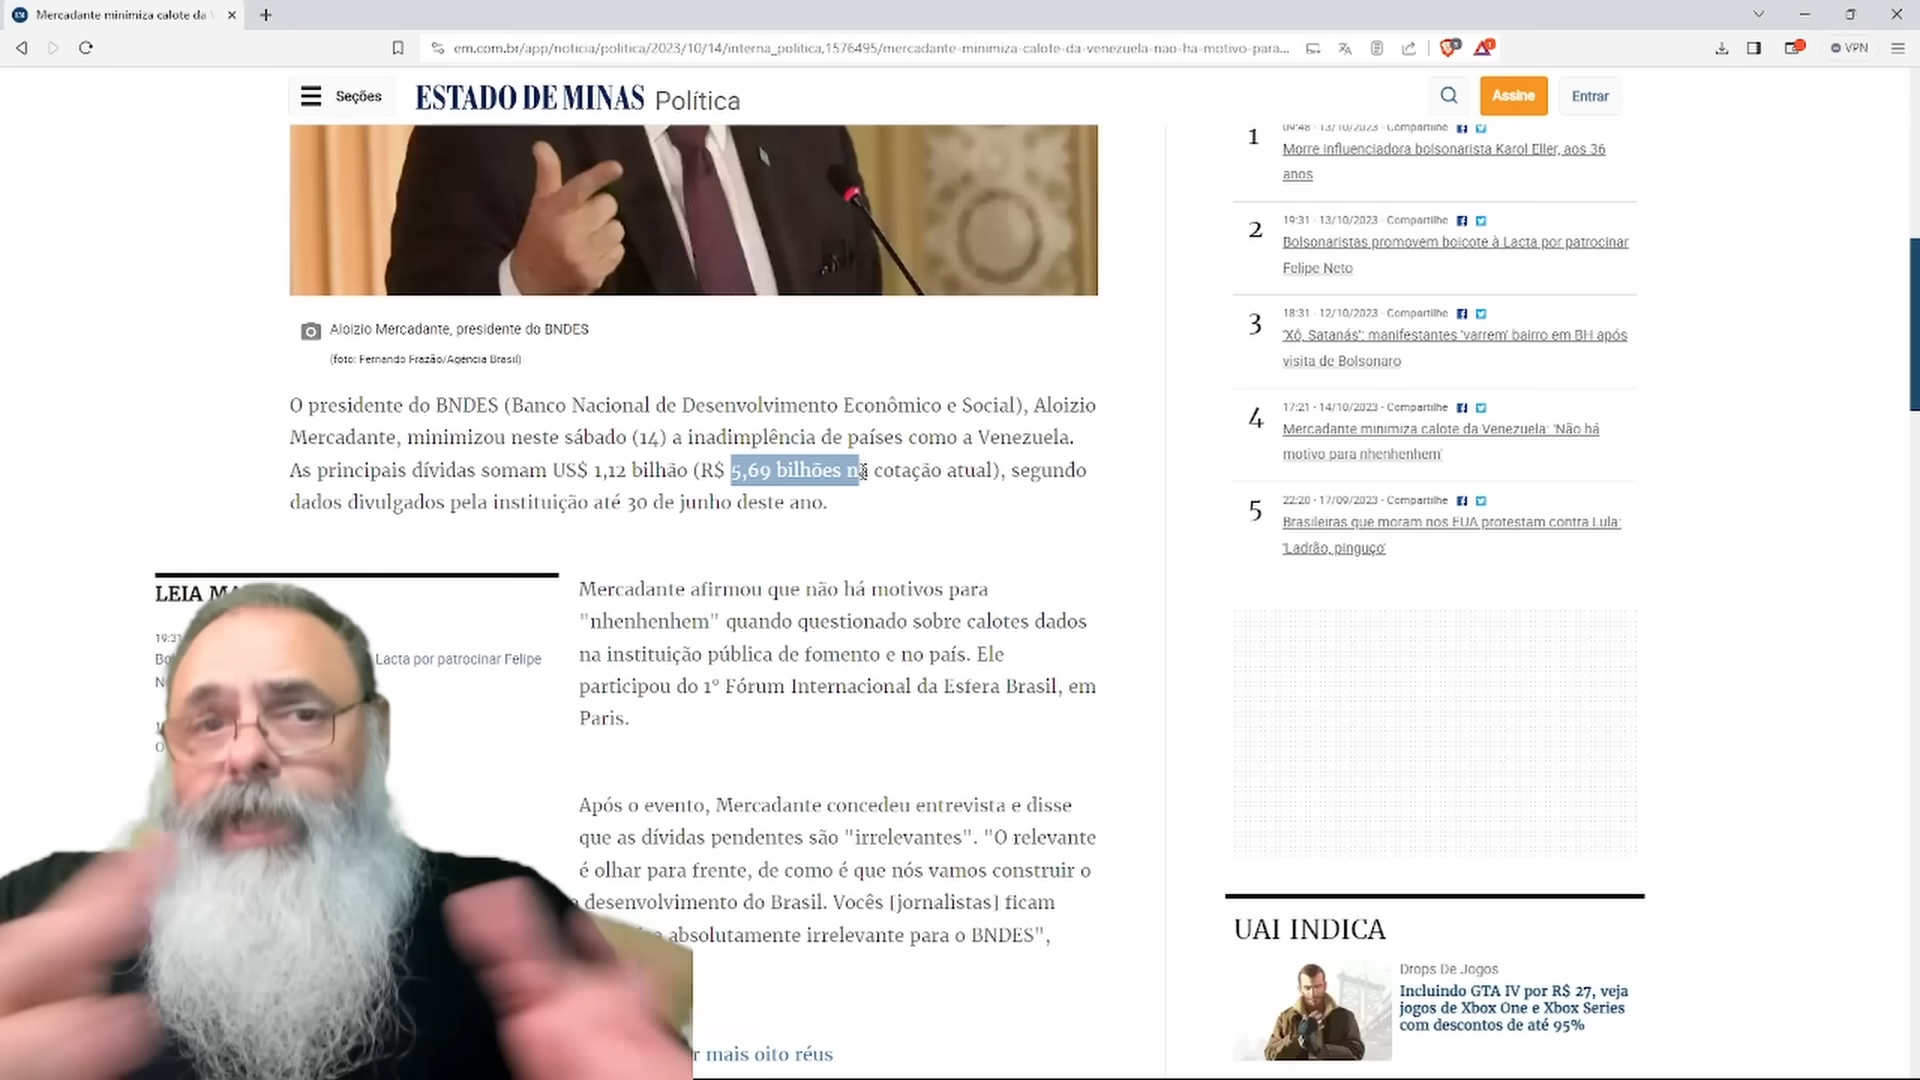 Mercadante minimiza calote da
em.com.br/app/noticia/politica/2023/10/14/interna_politica,1576495/mercadante-minimiza-calote-da-venezuela-nao-ha-motivo-para...
VPN
Seções
ESTADO DE MINAS Política
Assine
Entrar
Aloizio Mercadante, presidente do BNDES
(foto: Fernando Frazão/Agencia Brasil)
O presidente do BNDES (Banco Nacional de Desenvolvimento Econômico e Social), Aloizio
Mercadante, minimizou neste sábado (14) a inadimplência de países como a Venezuela.
As principais dívidas somam US$ 1,12 bilhão (R$ 5,69 bilhões na cotação atual), segundo
dados divulgados pela instituição até 30 de junho deste ano.
LEIA
19:31
Lacta por patrocinar Felipe
Mercadante afirmou que não há motivos para
"nhenhenhem" quando questionado sobre calotes dados
na instituição pública de fomento e no país. Ele
participou do 1º Fórum Internacional da Esfera Brasil, em
Paris.
Após o evento, Mercadante concedeu entrevista e disse
que as dívidas pendentes são "irrelevantes". "O relevante
é olhar para frente, de como é que nós vamos construir o
desenvolvimento do Brasil. Vocês [jornalistas] ficam
absolutamente irrelevante para o BNDES",
r mais oito réus
1
09:48 - 13/10/2023 - Compartilhe
Morre influenciadora bolsonarista Karol Eller, aos 36
anos
2
19:31 - 13/10/2023 - Compartilhe
Bolsonaristas promovem boicote à Lacta por patrocinar
Felipe Neto
3
18:31 - 12/10/2023 - Compartilhe
'Xô, Satanás': manifestantes 'varrem' bairro em BH após
visita de Bolsonaro
4
17:21 - 14/10/2023 - Compartilhe
Mercadante minimiza calote da Venezuela: 'Não há
motivo para nhenhenhem'
5
22:20 - 17/09/2023 - Compartilhe
Brasileiras que moram nos EUA protestam contra Lula:
'Ladrão, pinguço'
UAI INDICA
Drops De Jogos
Incluindo GTA IV por R$ 27, veja
jogos de Xbox One e Xbox Series
com descontos de até 95%